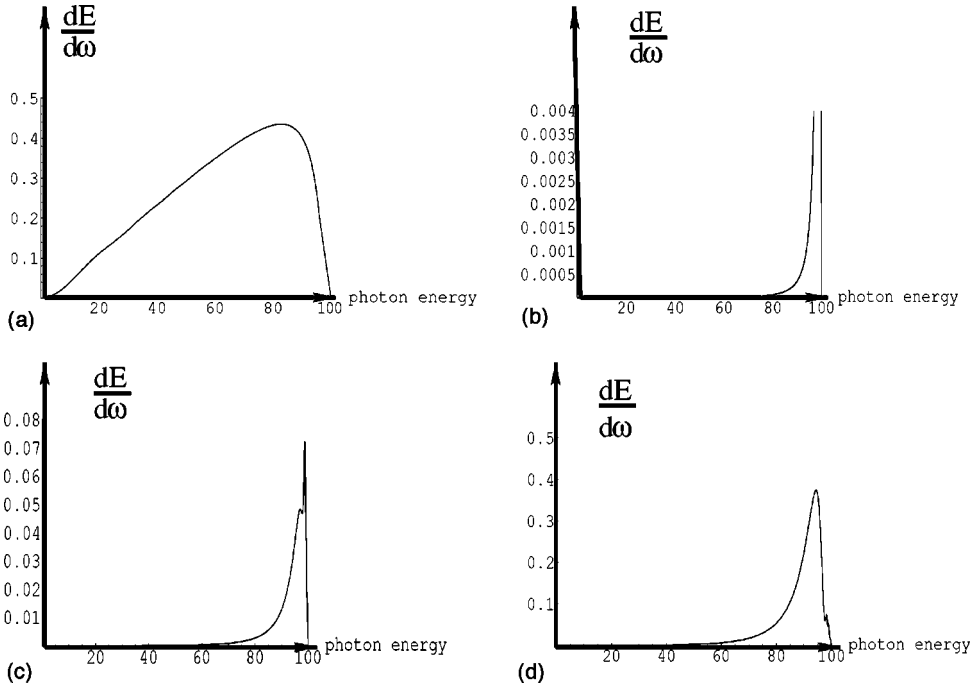 dE
dω
0.5
0.4
0.3
0.2
0.1
20 40 60 80 100 photon energy
(a)
dE
dω
0.004
0.0035
0.003
0.0025
0.002
0.0015
0.001
0.0005
20 40 60 80 100 photon energy
(b)
dE
dω
0.08
0.07
0.06
0.05
0.04
0.03
0.02
0.01
20 40 60 80 100 photon energy
(c)
dE
dω
0.5
0.4
0.3
0.2
0.1
20 40 60 80 100 photon energy
(d)